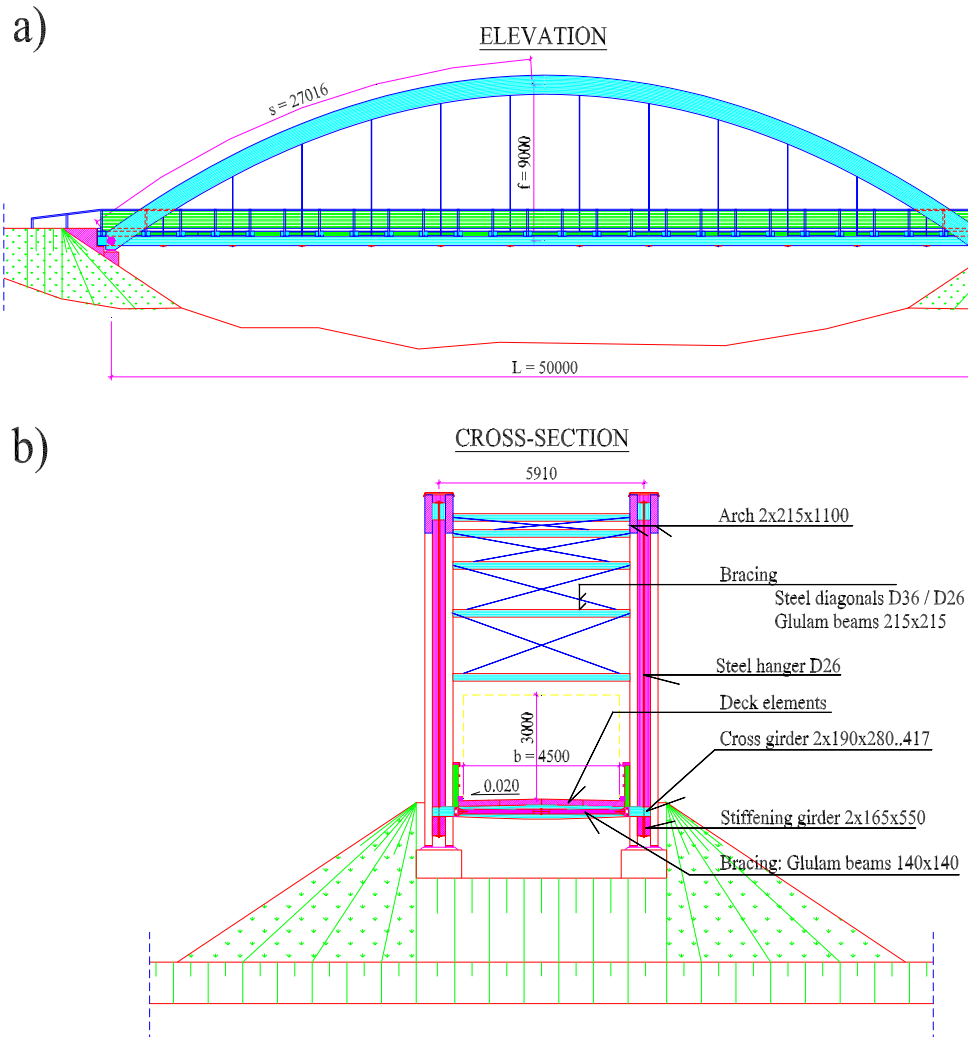 a)
ELEVATION
s = 27016
f = 9000
L = 50000
b)
CROSS-SECTION
5910
Arch 2x215x1100
Bracing
Steel diagonals D36 / D26
Glulam beams 215x215
Steel hanger D26
Deck elements
3000
Cross girder 2x190x280..417
b = 4500
0.020
Stiffening girder 2x165x550
Bracing: Glulam beams 140x140